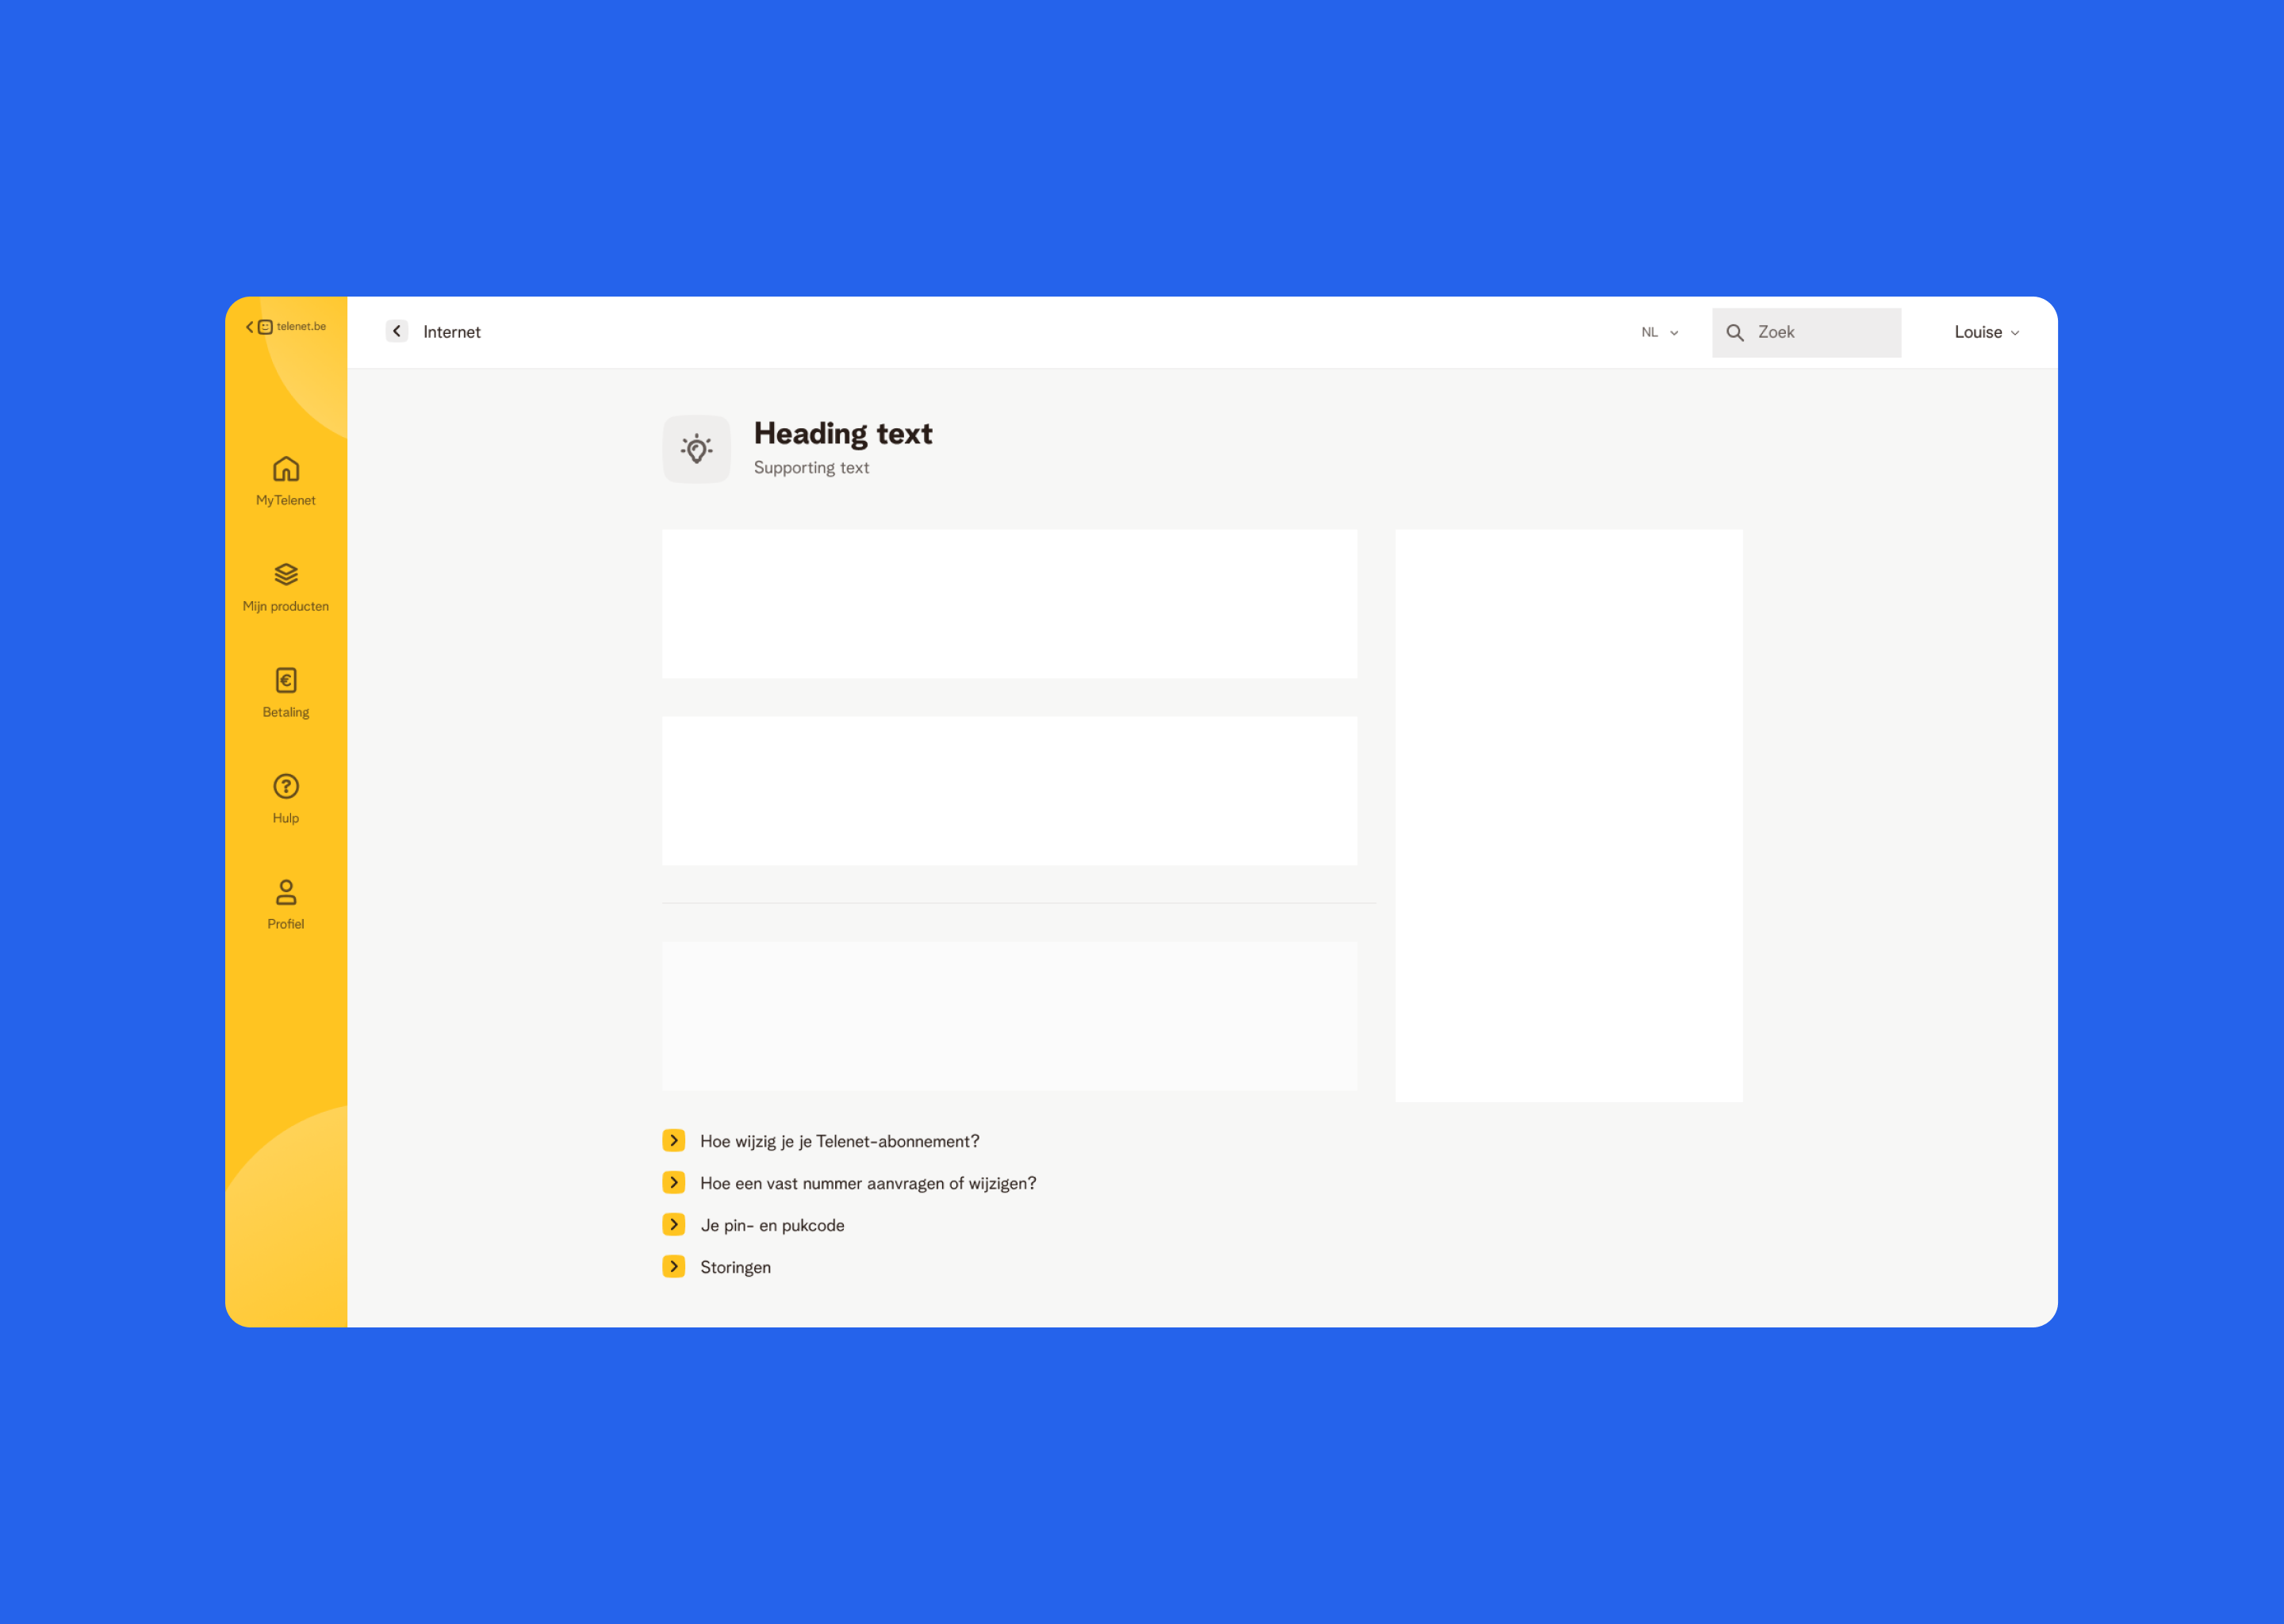 telenet.be
Internet
NL
Zoek
Louise
MyTelenet
Mijn producten
Betaling
Hulp
Profiel
Heading text
Supporting text
Hoe wijzig je je Telenet-abonnement?
Hoe een vast nummer aanvragen of wijzigen?
Je pin- en pukcode
Storingen